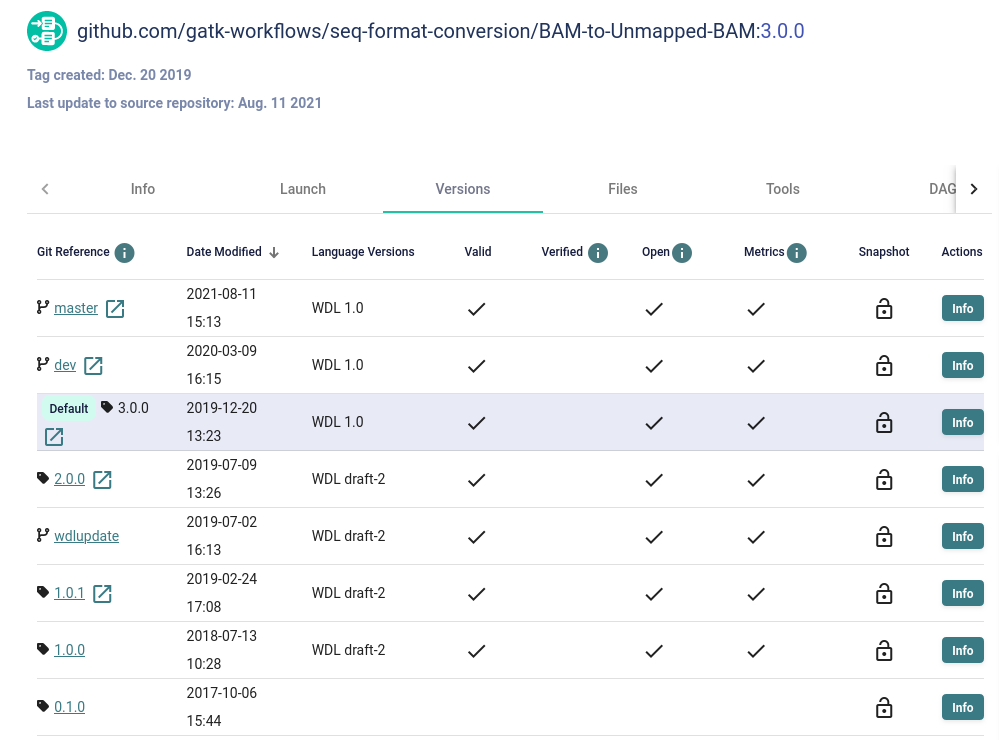 github.com/gatk-workflows/seq-format-conversion/BAM-to-Unmapped-BAM:3.0.0
Tag created: Dec. 20 2019
Last update to source repository: Aug. 11 2021
Info Launch Versions Files Tools DAG
Git Reference Date Modified Language Versions Valid Verified Open Metrics Snapshot Actions
master 2021-08-11 15:13 WDL 1.0 Info
dev 2020-03-09 16:15 WDL 1.0 Info
Default 3.0.0 2019-12-20 13:23 WDL 1.0 Info
2.0.0 2019-07-09 13:26 WDL draft-2 Info
wdlupdate 2019-07-02 16:13 WDL draft-2 Info
1.0.1 2019-02-24 17:08 WDL draft-2 Info
1.0.0 2018-07-13 10:28 WDL draft-2 Info
0.1.0 2017-10-06 15:44 Info